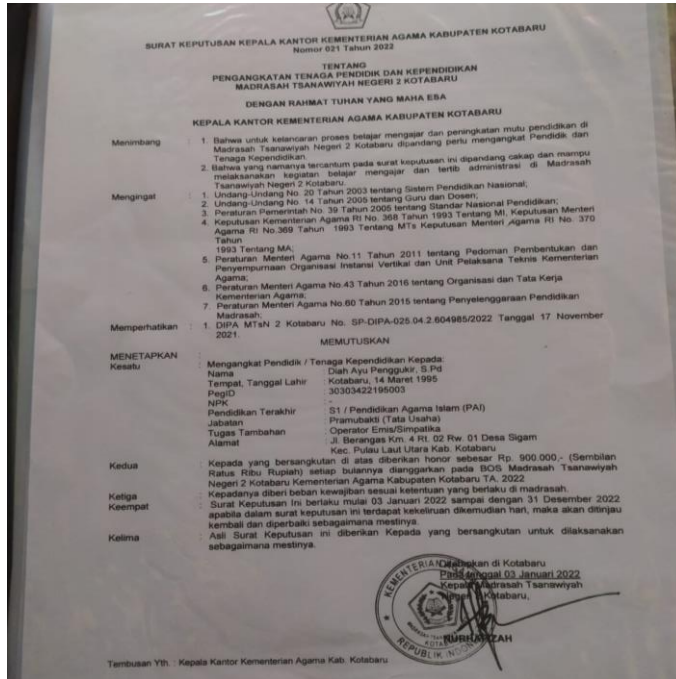 SURAT KEPUTUSAN KEPALA KANTOR KEMENTERIAN AGAMA KABUPATEN KOTABARU
Nomor 021 Tahun 2022
TENTANG
PENGANGKATAN TENAGA PENDIDIK DAN KEPENDIDIKAN
MADRASAH TSANAWIYAH NEGERI 2 KOTABARU
DENGAN RAHMAT TUHAN YANG MAHA ESA
KEPALA KANTOR KEMENTERIAN AGAMA KABUPATEN KOTABARU
Menimbang : 1. Bahwa untuk kelancaran proses belajar mengajar dan peningkatan mutu pendidikan di
Madrasah Tsanawiyah Negeri 2 Kotabaru dipandang perlu mengangkat Pendidik dan
Tenaga Kependidikan.
2. Bahwa yang namanya tercantum pada surat keputusan ini dipandang cakap dan mampu
melaksanakan kegiatan belajar mengajar dan tertib administrasi di Madrasah
Tsanawiyah Negeri 2 Kotabaru.
Mengingat : 1. Undang-Undang No. 20 Tahun 2003 tentang Sistem Pendidikan Nasional;
2. Undang-Undang No. 14 Tahun 2005 tentang Guru dan Dosen;
3. Peraturan Pemerintah No. 39 Tahun 2005 tentang Standar Nasional Pendidikan;
4. Keputusan Kementerian Agama RI No. 368 Tahun 1993 Tentang MI, Keputusan Menteri
Agama RI No.369 Tahun 1993 Tentang MTs Keputusan Menteri Agama RI No. 370
Tahun
1993 Tentang MA;
5. Peraturan Menteri Agama No.11 Tahun 2011 tentang Pedoman Pembentukan dan
Penyempurnaan Organisasi Instansi Vertikal dan Unit Pelaksana Teknis Kementerian
Agama;
6. Peraturan Menteri Agama No.43 Tahun 2016 tentang Organisasi dan Tata Kerja
Kementerian Agama;
7. Peraturan Menteri Agama No.60 Tahun 2015 tentang Penyelenggaraan Pendidikan
Madrasah;
Memperhatikan : 1. DIPA MTsN 2 Kotabaru No. SP-DIPA-025.04.2.604985/2022 Tanggal 17 November
2021.
MEMUTUSKAN
MENETAPKAN :
Kesatu : Mengangkat Pendidik / Tenaga Kependidikan Kepada:
Nama : Diah Ayu Penggukir, S.Pd
Tempat, Tanggal Lahir : Kotabaru, 14 Maret 1995
PegID : 30303422195003
NPK : -
Pendidikan Terakhir : S1 / Pendidikan Agama Islam (PAI)
Jabatan : Pramubakti (Tata Usaha)
Tugas Tambahan : Operator Emis/Simpatika
Alamat : Jl. Berangas Km. 4 Rt. 02 Rw. 01 Desa Sigam
Kec. Pulau Laut Utara Kab. Kotabaru
Kedua : Kepada yang bersangkutan di atas diberikan honor sebesar Rp. 900.000,- (Sembilan
Ratus Ribu Rupiah) setiap bulannya dianggarkan pada BOS Madrasah Tsanawiyah
Negeri 2 Kotabaru Kementerian Agama Kabupaten Kotabaru TA. 2022
Ketiga : Kepadanya diberi beban kewajiban sesuai ketentuan yang berlaku di madrasah.
Keempat : Surat Keputusan Ini berlaku mulai 03 Januari 2022 sampai dengan 31 Desember 2022
apabila dalam surat keputusan ini terdapat kekeliruan dikemudian hari, maka akan ditinjau
kembali dan diperbaiki sebagaimana mestinya.
Kelima : Asli Surat Keputusan ini diberikan Kepada yang bersangkutan untuk dilaksanakan
sebagaimana mestinya.
Ditetapkan di Kotabaru
Pada tanggal 03 Januari 2022
Kepala Madrasah Tsanawiyah
Kotabaru,
KEMENTERIAN
REPUBLIK INDONESIA
Tembusan Yth. : Kepala Kantor Kementerian Agama Kab. Kotabaru